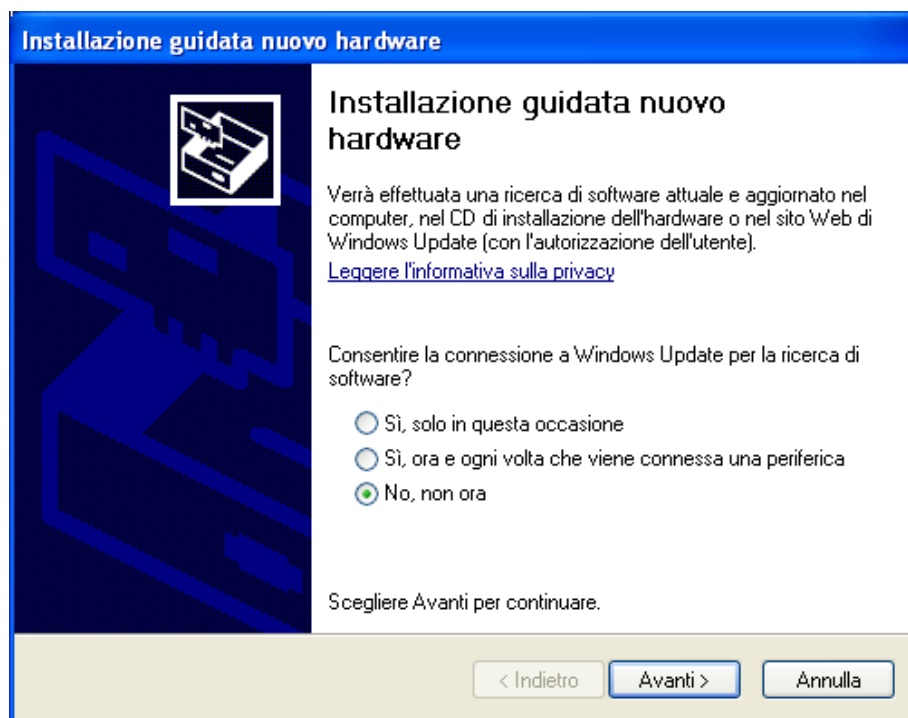 Installazione guidata nuovo hardware
Installazione guidata nuovo
hardware
Verrà effettuata una ricerca di software attuale e aggiornato nel
computer, nel CD di installazione dell'hardware o nel sito Web di
Windows Update (con l'autorizzazione dell'utente).
Leggere l'informativa sulla privacy
Consentire la connessione a Windows Update per la ricerca di
software?
Sì, solo in questa occasione
Sì, ora e ogni volta che viene connessa una periferica
No, non ora
Scegliere Avanti per continuare.
< Indietro Avanti > Annulla